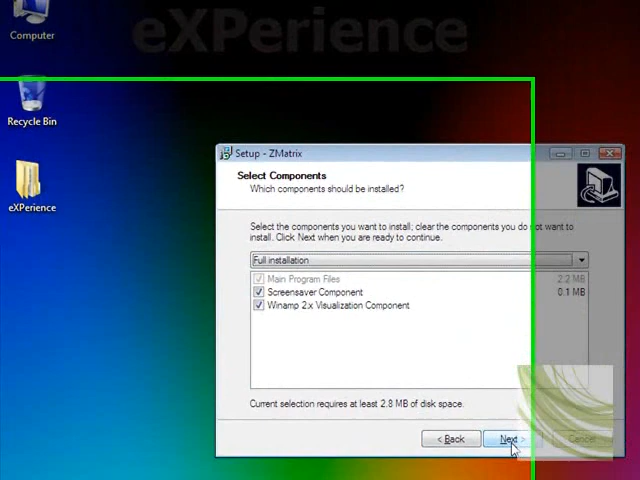 eXPerience
Computer
Recycle Bin
eXPerience
Setup - ZMatrix
Select Components
Which components should be installed?
Select the components you want to install; clear the components you do not want to
install. Click Next when you are ready to continue.
Full installation
Main Program Files 2.2 MB
Screensaver Component 0.1 MB
Winamp 2.x Visualization Component
Current selection requires at least 2.8 MB of disk space.
< Back
Next >
Cancel